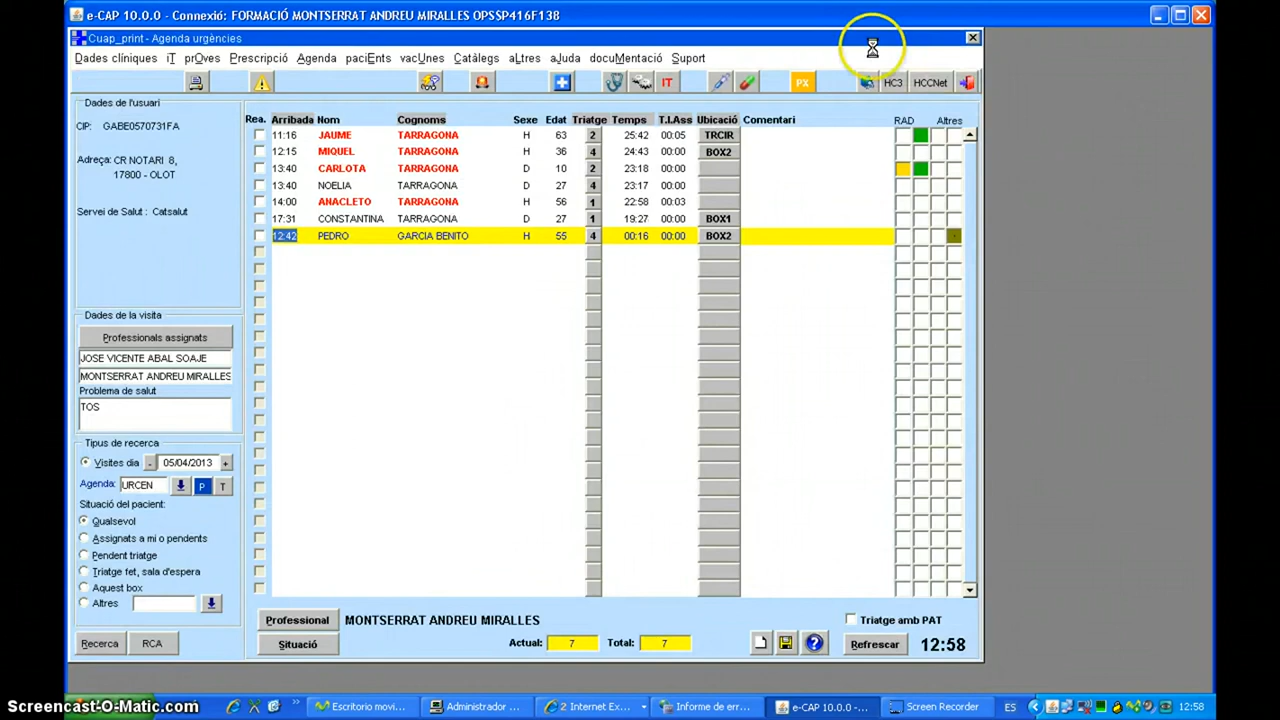 e-CAP 10.0.0 - Connexió: FORMACIÓ MONTSERRAT ANDREU MIRALLES OPSSP416F138
Cuap_print - Agenda urgències
Dades clíniques iT prOves Prescripció Agenda paciEnts vacUnes Catàlegs aLtres aJuda docuMentació Suport
IT PX HC3 HCCNet
Dades de l'usuari
CIP: GABE0570731FA
Adreça: CR NOTARI 8,
17800 - OLOT
Servei de Salut : Catsalut
Dades de la visita
Professionals assignats
JOSE VICENTE ABAL SOAJE
MONTSERRAT ANDREU MIRALLES
Problema de salut
TOS
Tipus de recerca
Visites dia - 05/04/2013 +
Agenda: URCEN P T
Situació del pacient
Qualsevol
Assignats a mi o pendents
Pendent triatge
Triatge fet, sala d'espera
Aquest box
Altres
Recerca RCA
Rea. Arribada Nom Cognoms Sexe Edat Triatge Temps T.I.Ass Ubicació Comentari RAD Altres
11:16 JAUME TARRAGONA H 63 2 25:42 00:05 TRCIR
12:15 MIQUEL TARRAGONA H 36 4 24:43 00:00 BOX2
13:40 CARLOTA TARRAGONA D 10 2 23:18 00:00
13:40 NOELIA TARRAGONA D 27 4 23:17 00:00
14:00 ANACLETO TARRAGONA H 56 1 22:58 00:03
17:31 CONSTANTINA TARRAGONA D 27 1 19:27 00:00 BOX1
12:42 PEDRO GARCIA BENITO H 55 4 00:16 00:00 BOX2
Professional MONTSERRAT ANDREU MIRALLES Triatge amb PAT
Situació Actual: 7 Total: 7 Refrescar 12:58
Screencast-O-Matic.com Escritorio movi... Administrador ... 2 Internet Ex... Informe de err... e-CAP 10.0.0 -... Screen Recorder ES 12:58